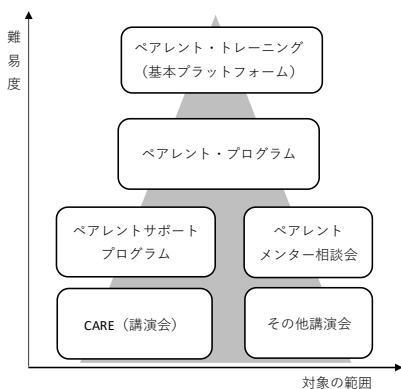 難易度
ペアレント・トレーニング
（基本プラットフォーム）
ペアレント・プログラム
ペアレントサポート
プログラム
ペアレント
メンター相談会
CARE（講演会）
その他講演会
対象の範囲